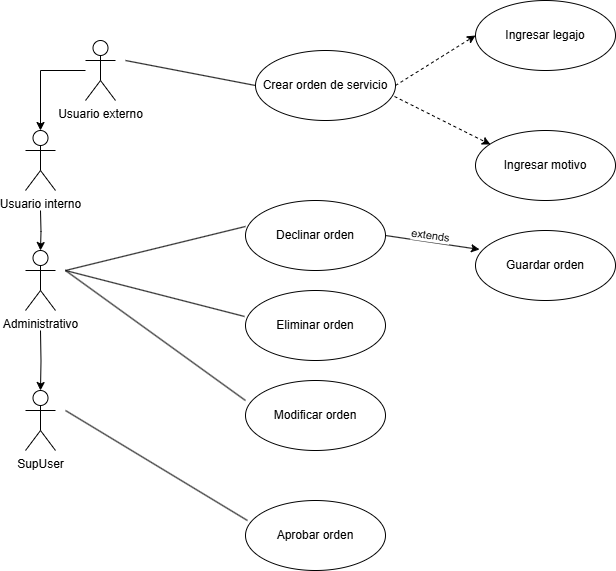 Ingresar legajo
Crear orden de servicio
Usuario externo
Ingresar motivo
Usuario interno
Declinar orden
extends
Guardar orden
Administrativo
Eliminar orden
Modificar orden
SupUser
Aprobar orden